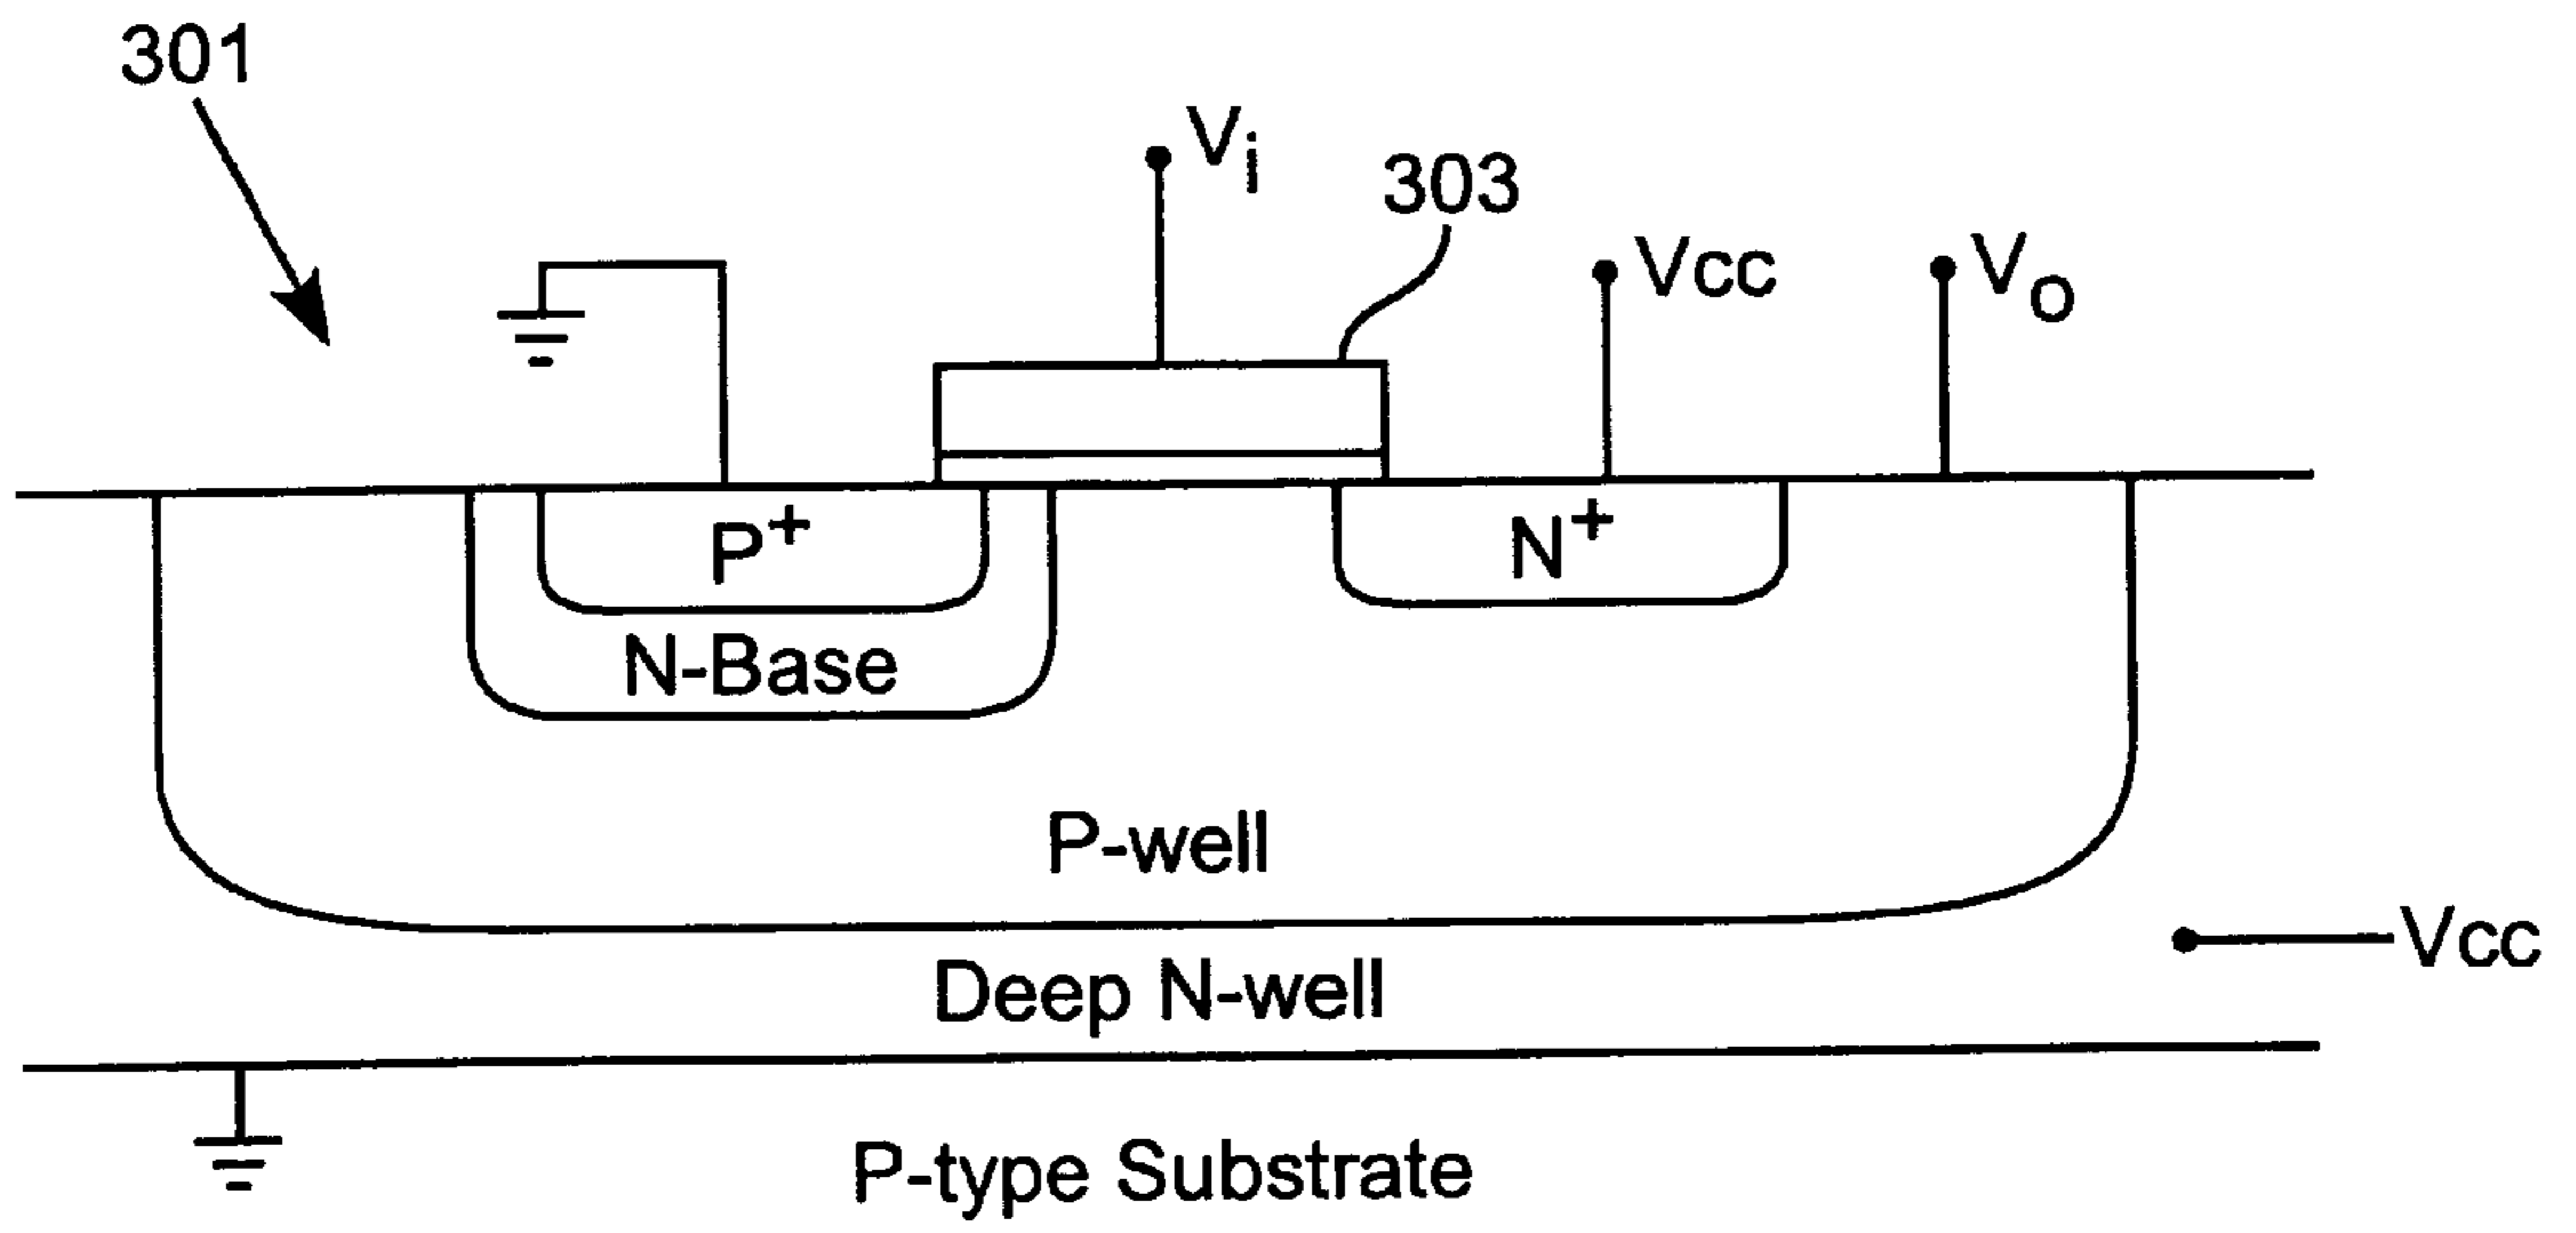 301
Vi
303
Vcc
Vo
P+
N+
N-Base
P-well
Vcc
Deep N-well
P-type Substrate